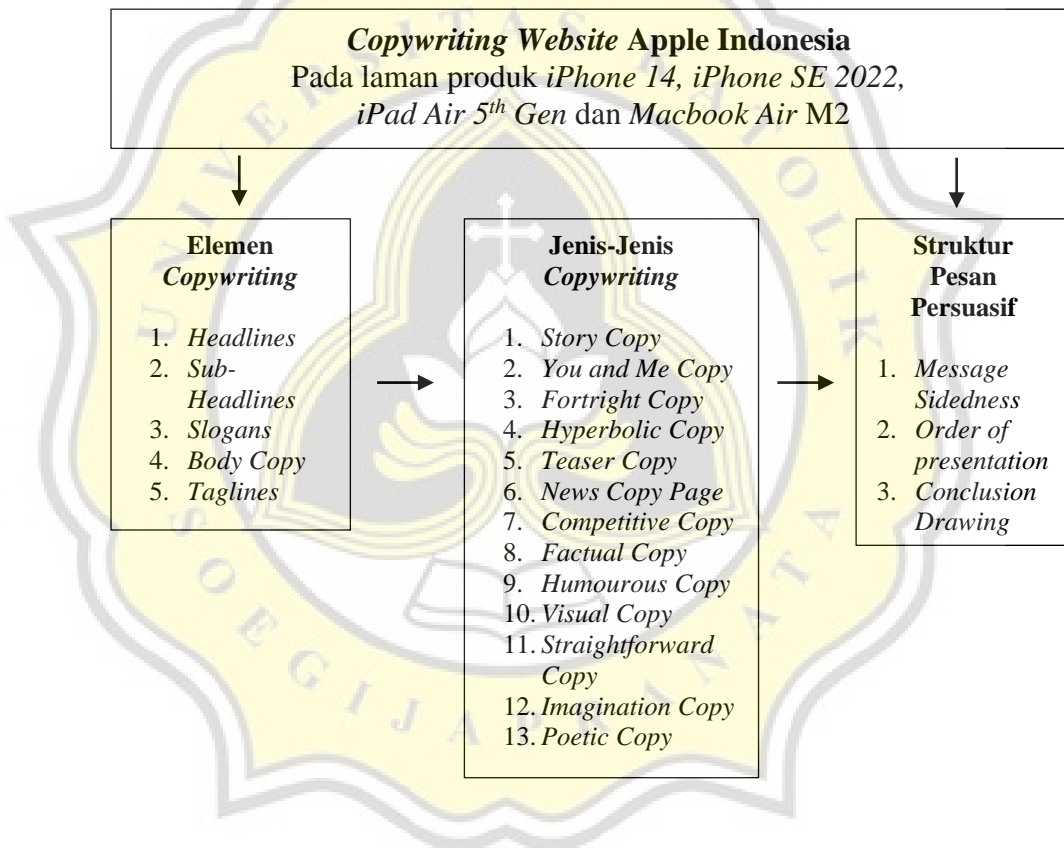 Copywriting Website Apple Indonesia
Pada laman produk iPhone 14, iPhone SE 2022,
iPad Air 5th Gen dan Macbook Air M2
Elemen
Copywriting
1. Headlines
2. Sub-
Headlines
3. Slogans
4. Body Copy
5. Taglines
Jenis-Jenis
Copywriting
1. Story Copy
2. You and Me Copy
3. Fortright Copy
4. Hyperbolic Copy
5. Teaser Copy
6. News Copy Page
7. Competitive Copy
8. Factual Copy
9. Humourous Copy
10. Visual Copy
11. Straightforward
Copy
12. Imagination Copy
13. Poetic Copy
Struktur
Pesan
Persuasif
1. Message
Sidedness
2. Order of
presentation
3. Conclusion
Drawing
UNIVERSITAS KATOLIK
SOEGIJAPRANATA